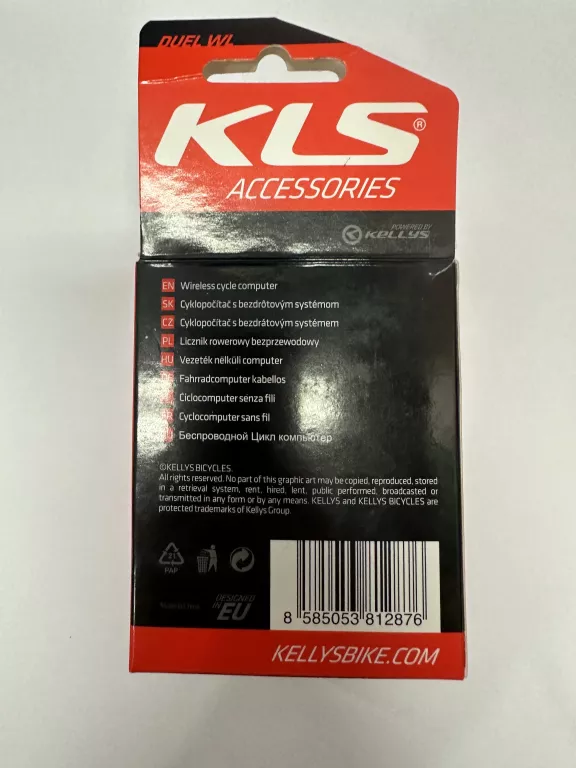 DUEL WL
KLS®
ACCESSORIES
POWERED BY
KELLYS
EN Wireless cycle computer
SK Cyklopočítač s bezdrôtovým systémom
CZ Cyklopočítač s bezdrátovým systémem
PL Licznik rowerowy bezprzewodowy
HU Vezeték nélküli computer
Fahrradcomputer kabellos
Ciclocomputer senza fili
Cyclocomputer sans fil
Беспроводной Цикл компьютер
©KELLYS BICYCLES.
All rights reserved. No part of this graphic art may be copied, reproduced, stored
in a retrieval system, rent, hired, lent, public performed, broadcasted or
transmitted in any form or by any means. KELLYS and KELLYS BICYCLES are
protected trademarks of Kellys Group.
21
PAP
DESIGNED
IN EU
8 585053 812876
KELLYSBIKE.COM